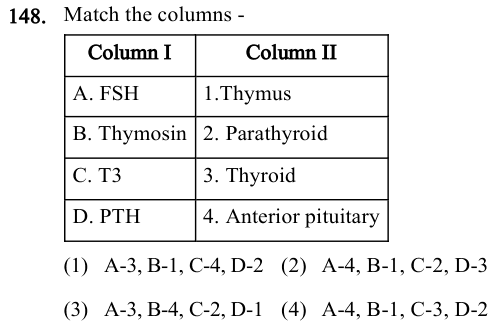 148. Match the columns -
Column I Column II
A. FSH 1.Thymus
B. Thymosin 2. Parathyroid
C. T3 3. Thyroid
D. PTH 4. Anterior pituitary
(1) A-3, B-1, C-4, D-2 (2) A-4, B-1, C-2, D-3
(3) A-3, B-4, C-2, D-1 (4) A-4, B-1, C-3, D-2